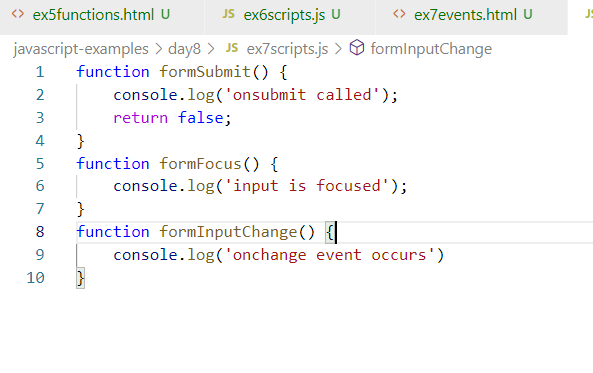 <> ex5functions.html U JS ex6scripts.js U <> ex7events.html U JS
javascript-examples > day8 > JS ex7scripts.js > formInputChange
1 function formSubmit() {
2 console.log('onsubmit called');
3 return false;
4 }
5 function formFocus() {
6 console.log('input is focused');
7 }
8 function formInputChange() {
9 console.log('onchange event occurs')
10 }